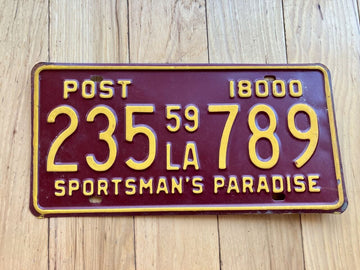 POST 18000
235 59 LA 789
SPORTSMAN'S PARADISE